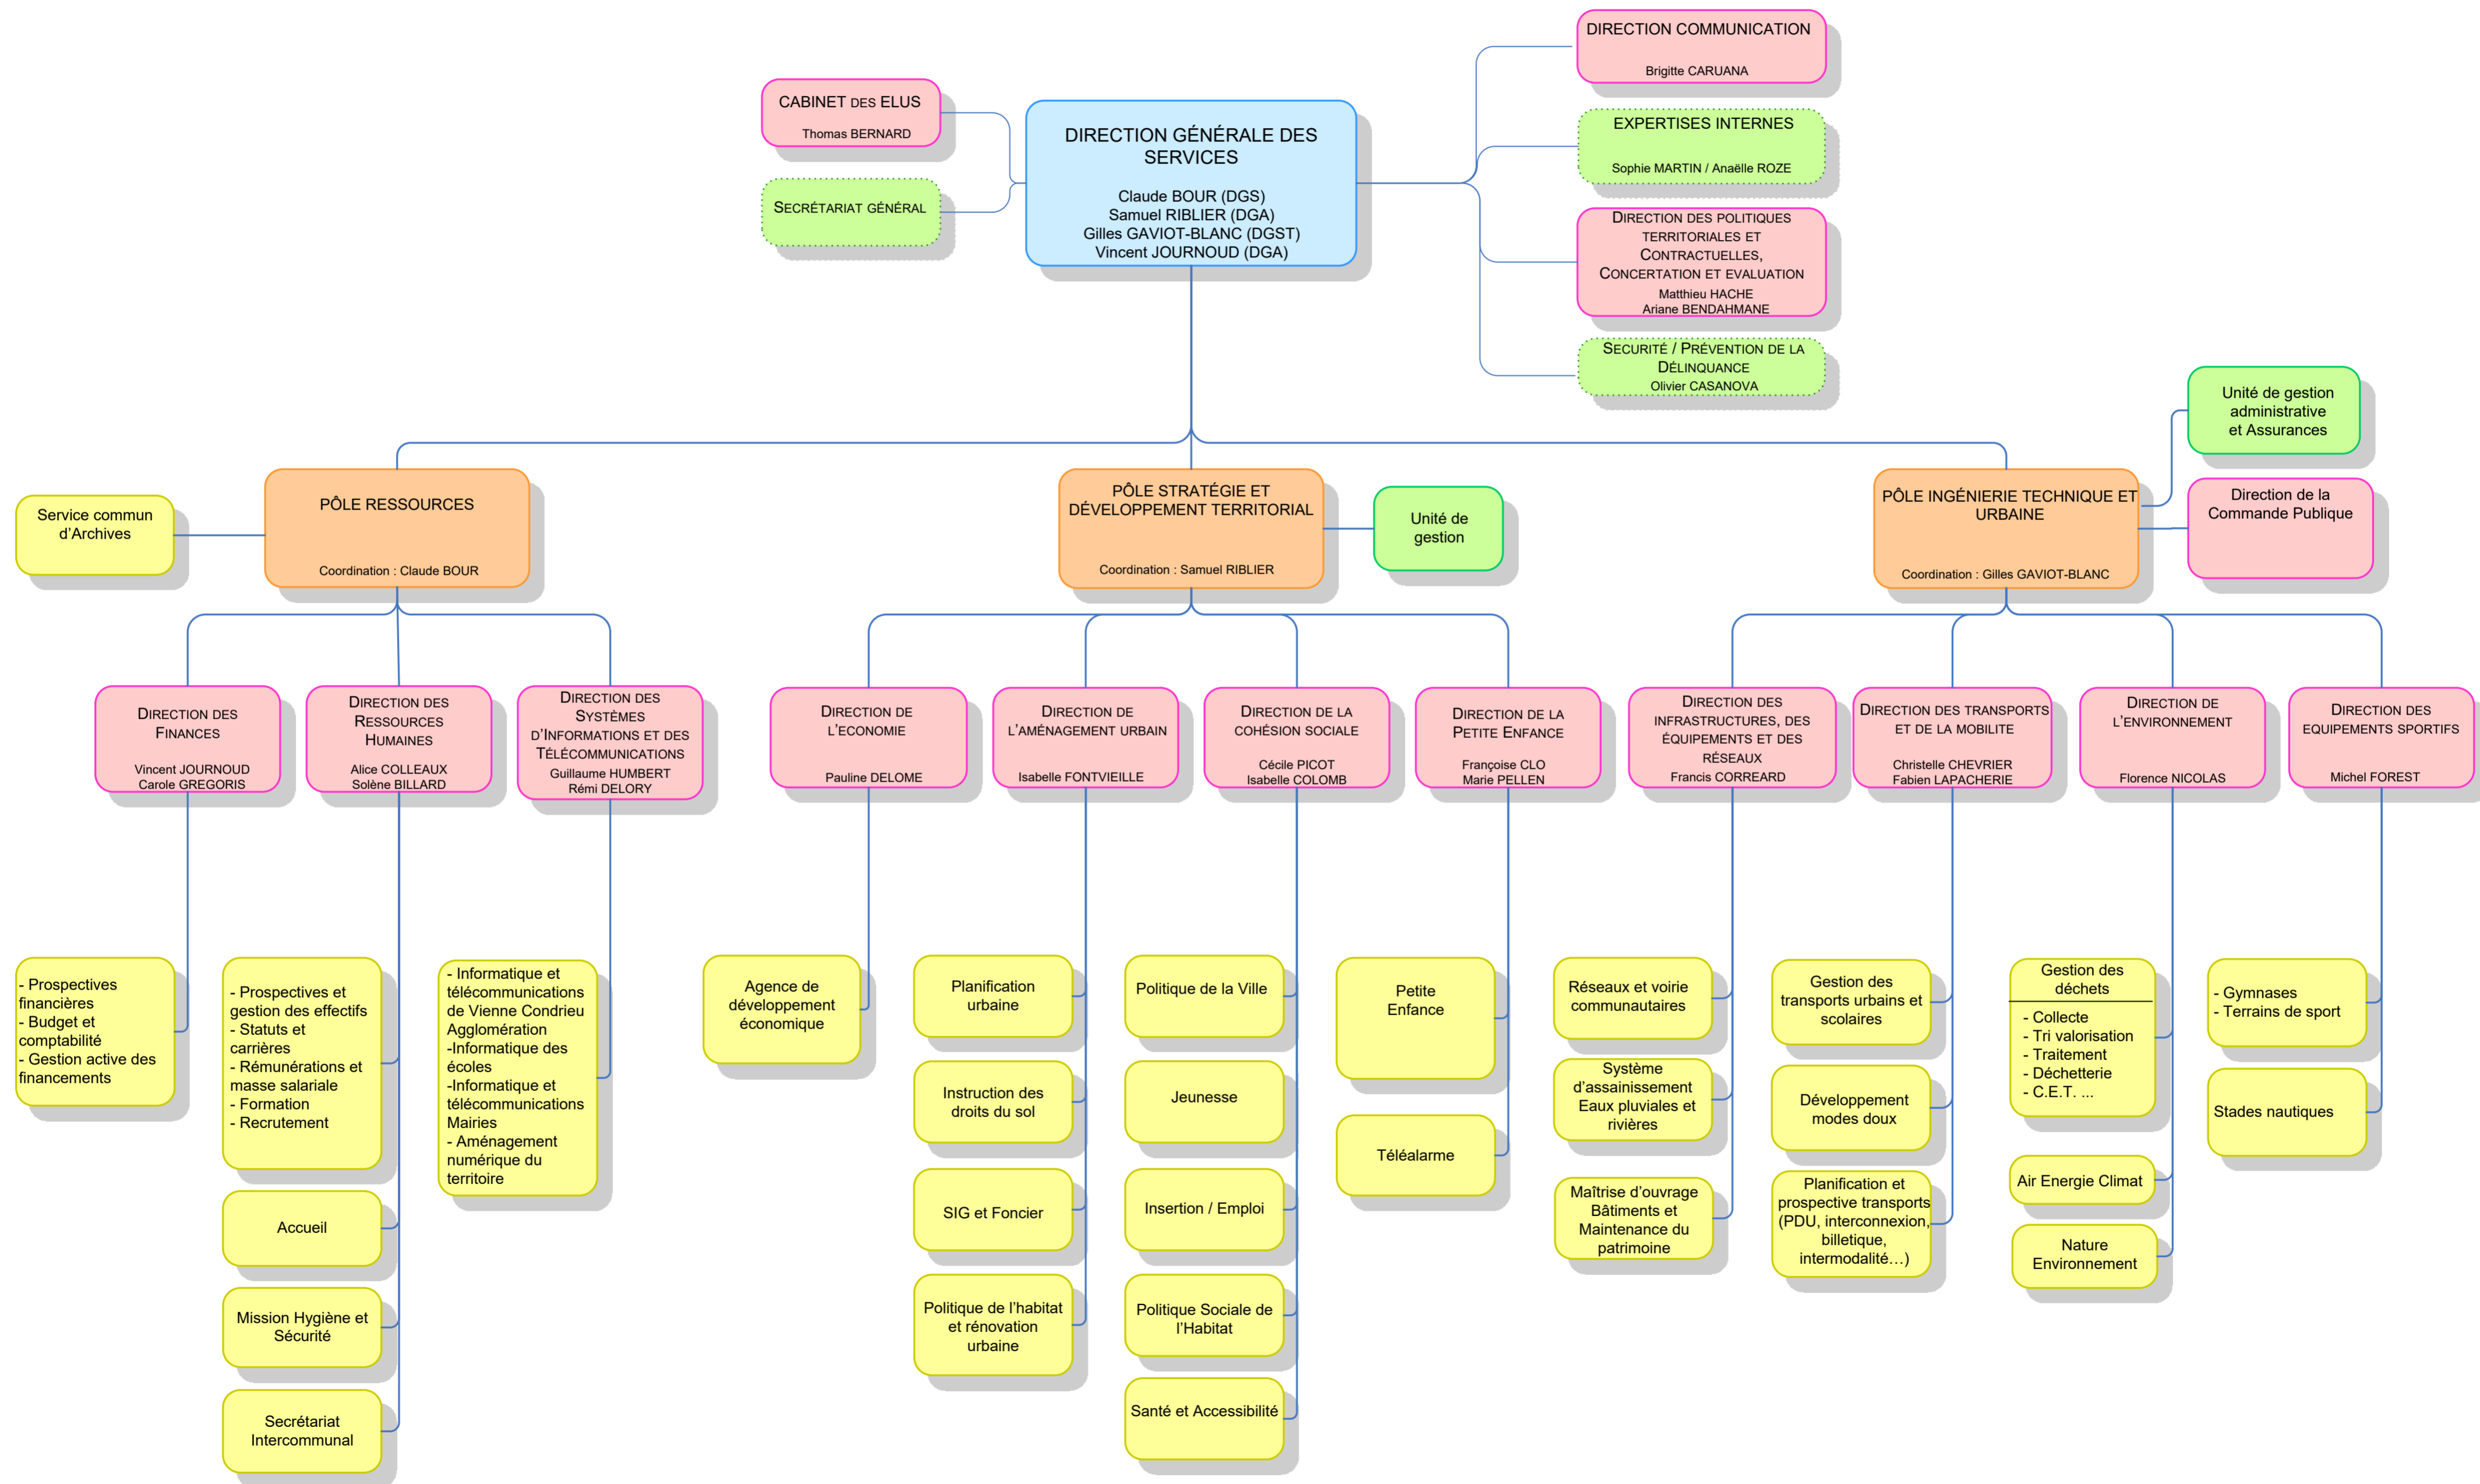 DIRECTION COMMUNICATION
Brigitte CARUANA
CABINET DES ELUS
Thomas BERNARD
SECRÉTARIAT GÉNÉRAL
DIRECTION GÉNÉRALE DES
SERVICES
Claude BOUR (DGS)
Samuel RIBLIER (DGA)
Gilles GAVIOT-BLANC (DGST)
Vincent JOURNOUD (DGA)
EXPERTISES INTERNES
Sophie MARTIN / Anaëlle ROZE
DIRECTION DES POLITIQUES
TERRITORIALES ET
CONTRACTUELLES,
CONCERTATION ET EVALUATION
Matthieu HACHE
Ariane BENDAHMANE
SECURITÉ / PRÉVENTION DE LA
DÉLINQUANCE
Olivier CASANOVA
Unité de gestion
administrative
et Assurances
Service commun
d'Archives
PÔLE RESSOURCES
Coordination : Claude BOUR
PÔLE STRATÉGIE ET
DÉVELOPPEMENT TERRITORIAL
Coordination : Samuel RIBLIER
Unité de
gestion
PÔLE INGÉNIERIE TECHNIQUE ET
URBAINE
Coordination : Gilles GAVIOT-BLANC
Direction de la
Commande Publique
DIRECTION DES
FINANCES
Vincent JOURNOUD
Carole GREGORIS
DIRECTION DES
RESSOURCES
HUMAINES
Alice COLLEAUX
Solène BILLARD
DIRECTION DES
SYSTÈMES
D'INFORMATIONS ET DES
TÉLÉCOMMUNICATIONS
Guillaume HUMBERT
Rémi DELORY
DIRECTION DE
L'ECONOMIE
Pauline DELOME
DIRECTION DE
L'AMÉNAGEMENT URBAIN
Isabelle FONTVIEILLE
DIRECTION DE LA
COHÉSION SOCIALE
Cécile PICOT
Isabelle COLOMB
DIRECTION DE LA
PETITE ENFANCE
Françoise CLO
Marie PELLEN
DIRECTION DES
INFRASTRUCTURES, DES
ÉQUIPEMENTS ET DES
RÉSEAUX
Francis CORREARD
DIRECTION DES TRANSPORTS
ET DE LA MOBILITE
Christelle CHEVRIER
Fabien LAPACHERIE
DIRECTION DE
L'ENVIRONNEMENT
Florence NICOLAS
DIRECTION DES
EQUIPEMENTS SPORTIFS
Michel FOREST
- Prospectives
financières
- Budget et
comptabilité
- Gestion active des
financements
- Prospectives et
gestion des effectifs
- Statuts et
carrières
- Rémunérations et
masse salariale
- Formation
- Recrutement
Accueil
Mission Hygiène et
Sécurité
Secrétariat
Intercommunal
- Informatique et
télécommunications
de Vienne Condrieu
Agglomération
-Informatique des
écoles
-Informatique et
télécommunications
Mairies
- Aménagement
numérique du
territoire
Agence de
développement
économique
Planification
urbaine
Instruction des
droits du sol
SIG et Foncier
Politique de l'habitat
et rénovation
urbaine
Politique de la Ville
Jeunesse
Insertion / Emploi
Politique Sociale de
l'Habitat
Santé et Accessibilité
Petite
Enfance
Téléalarme
Réseaux et voirie
communautaires
Système
d'assainissement
Eaux pluviales et
rivières
Maîtrise d'ouvrage
Bâtiments et
Maintenance du
patrimoine
Gestion des
transports urbains et
scolaires
Développement
modes doux
Planification et
prospective transports
(PDU, interconnexion,
billetique,
intermodalité…)
Gestion des
déchets
- Collecte
- Tri valorisation
- Traitement
- Déchetterie
- C.E.T. ...
Air Energie Climat
Nature
Environnement
- Gymnases
- Terrains de sport
Stades nautiques